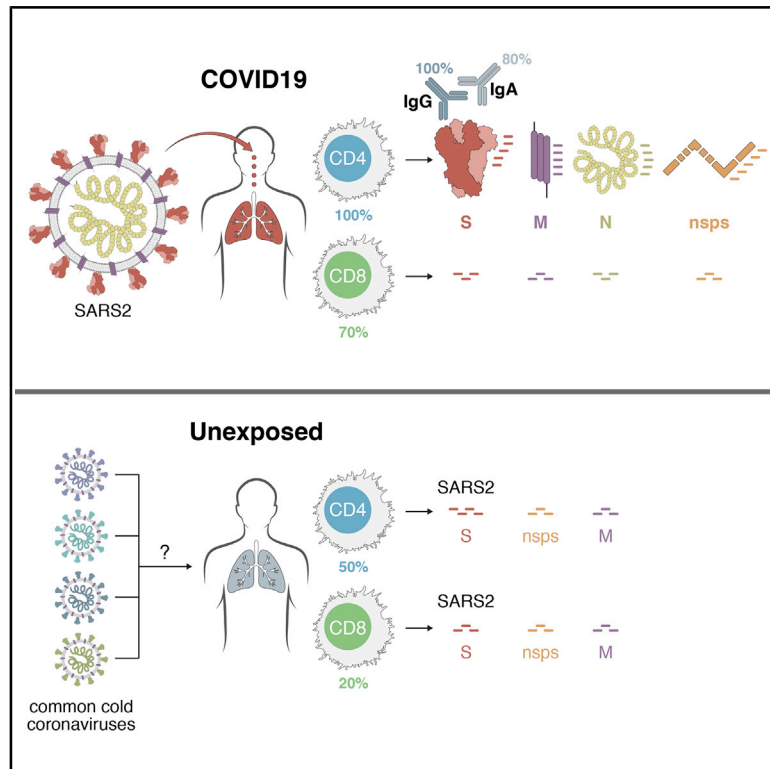 COVID19
100%
80%
IgG
IgA
CD4
100%
S
M
N
nsps
SARS2
CD8
70%
Unexposed
CD4
50%
SARS2
S
nsps
M
?
CD8
20%
SARS2
S
nsps
M
common cold
coronaviruses